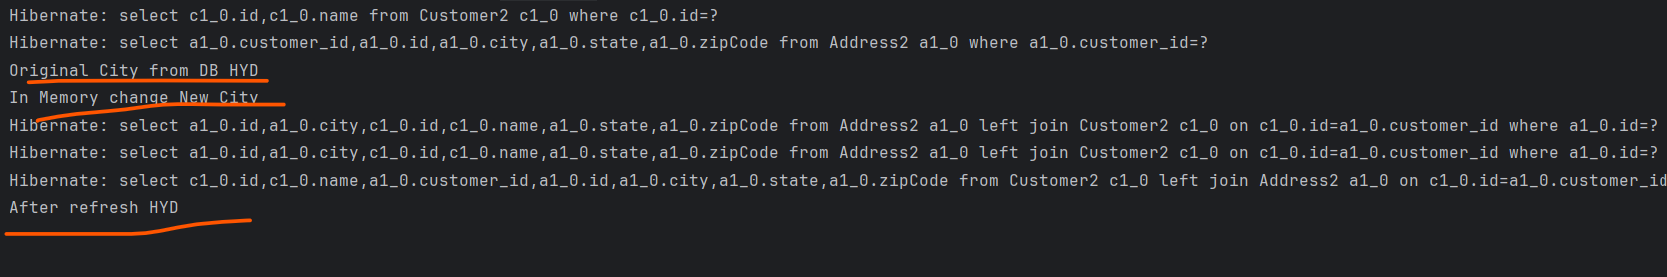 Hibernate: select c1_0.id,c1_0.name from Customer2 c1_0 where c1_0.id=?
Hibernate: select a1_0.customer_id,a1_0.id,a1_0.city,a1_0.state,a1_0.zipCode from Address2 a1_0 where a1_0.customer_id=?
Original City from DB HYD
In Memory change New City
Hibernate: select a1_0.id,a1_0.city,c1_0.id,c1_0.name,a1_0.state,a1_0.zipCode from Address2 a1_0 left join Customer2 c1_0 on c1_0.id=a1_0.customer_id where a1_0.id=?
Hibernate: select a1_0.id,a1_0.city,c1_0.id,c1_0.name,a1_0.state,a1_0.zipCode from Address2 a1_0 left join Customer2 c1_0 on c1_0.id=a1_0.customer_id where a1_0.id=?
Hibernate: select c1_0.id,c1_0.name,a1_0.customer_id,a1_0.id,a1_0.city,a1_0.state,a1_0.zipCode from Customer2 c1_0 left join Address2 a1_0 on c1_0.id=a1_0.customer_id
After refresh HYD